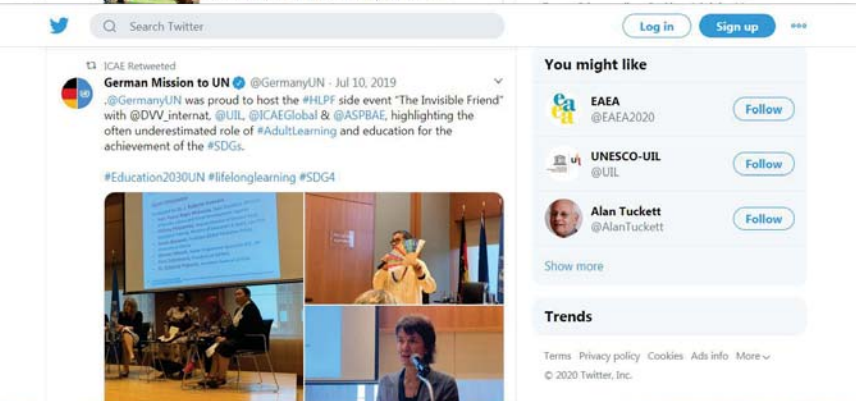 Search Twitter
Log in
Sign up
ICAE Retweeted
German Mission to UN @GermanyUN · Jul 10, 2019
.@GermanyUN was proud to host the #HLPF side event "The Invisible Friend"
with @DVV_internat, @UIL, @ICAEGlobal & @ASPBAE, highlighting the
often underestimated role of #AdultLearning and education for the
achievement of the #SDGs.
#Education2030UN #lifelonglearning #SDG4
You might like
eaea
EAEA
@EAEA2020
Follow
UNESCO-UIL
@UIL
Follow
Alan Tuckett
@AlanTuckett
Follow
Show more
Trends
Terms Privacy policy Cookies Ads info More
© 2020 Twitter, Inc.